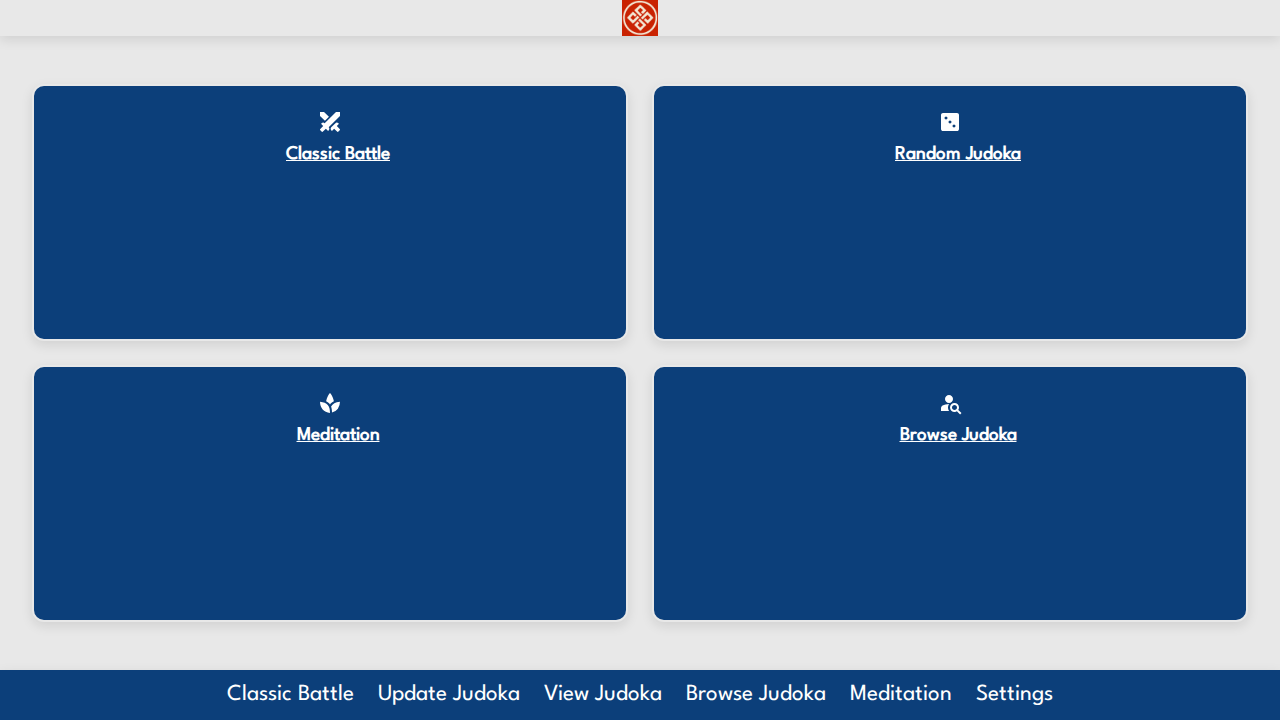 Classic Battle
Random Judoka
Meditation
Browse Judoka
Classic Battle Update Judoka View Judoka Browse Judoka Meditation Settings